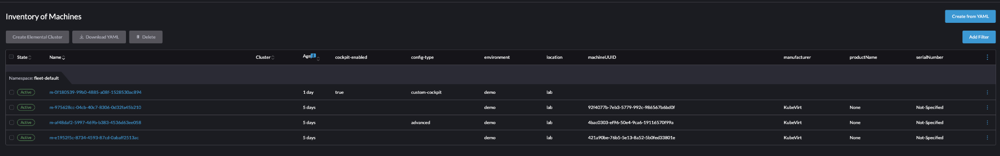 Inventory of Machines
Create from YAML
Create Elemental Cluster Download YAML Delete
Add Filter
State Name Cluster Age cockpit-enabled config-type environment location machineUUID manufacturer productName serialNumber
Namespace: fleet-default
Active m-0f180539-99b0-4885-a08f-1528530ac894 1 day true custom-cockpit demo lab
Active m-975628cc-04cb-40c7-8306-0d32fa45b210 5 days demo lab 92f4077b-7eb3-5779-992c-986567b6bd0f KubeVirt None Not-Specified
Active m-af48daf2-5997-469b-b383-4536d63ee058 5 days advanced demo lab 4bac0303-ef96-50e4-9ca6-19116570f99a KubeVirt None Not-Specified
Active m-e1952f5c-8734-4593-87cd-0abaff2513ac 5 days demo lab 421a90be-76b5-5e13-8a52-5b0fed33801e KubeVirt None Not-Specified